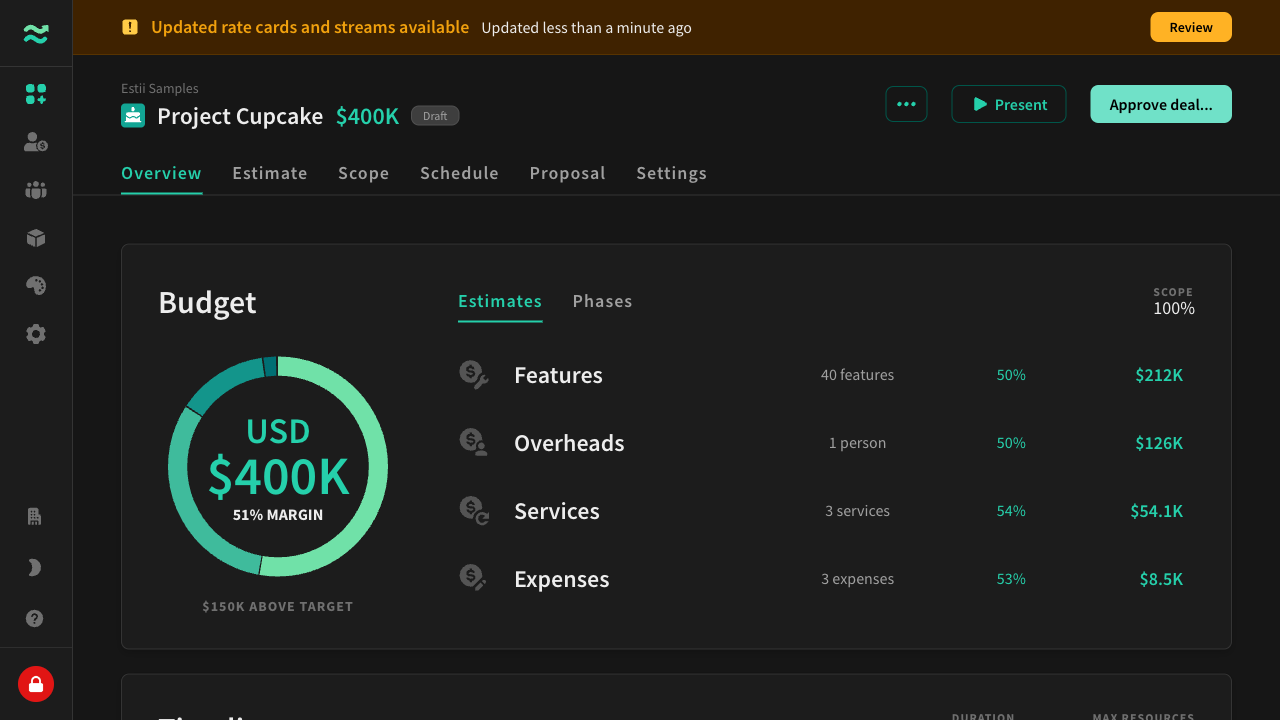 Updated rate cards and streams available Updated less than a minute ago Review
Estii Samples
Project Cupcake $400K Draft
Present
Approve deal...
Overview Estimate Scope Schedule Proposal Settings
Budget
Estimates Phases
SCOPE
100%
USD
$400K
51% MARGIN
$150K ABOVE TARGET
Features 40 features 50% $212K
Overheads 1 person 50% $126K
Services 3 services 54% $54.1K
Expenses 3 expenses 53% $8.5K
DURATION MAX RESOURCES